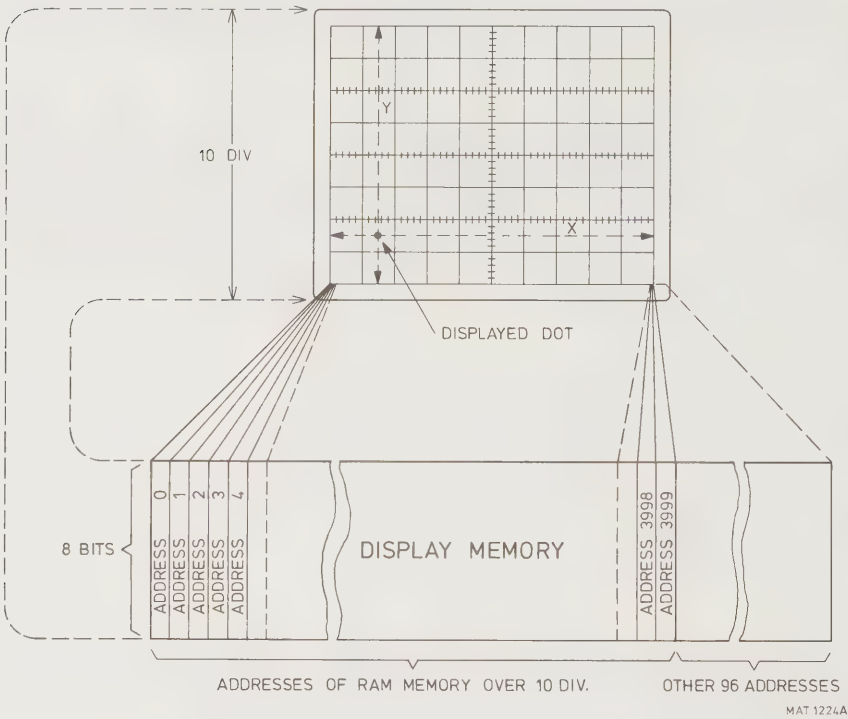 10 DIV
Y
X
DISPLAYED DOT
8 BITS
ADDRESS 0
ADDRESS 1
ADDRESS 2
ADDRESS 3
ADDRESS 4
DISPLAY MEMORY
ADDRESS 3998
ADDRESS 3999
ADDRESSES OF RAM MEMORY OVER 10 DIV.
OTHER 96 ADDRESSES
MAT 1224A